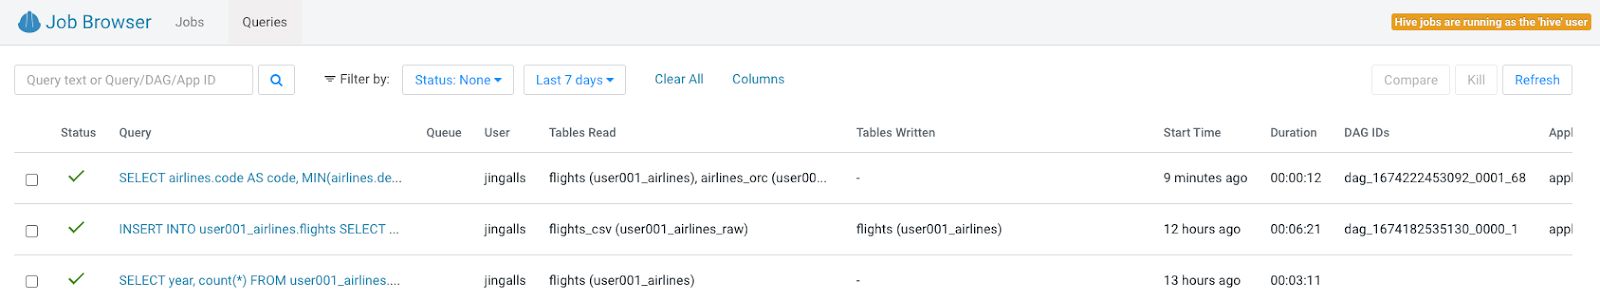 Job Browser Jobs Queries Hive jobs are running as the 'hive' user
Query text or Query/DAG/App ID Filter by: Status: None Last 7 days Clear All Columns Compare Kill Refresh
Status Query Queue User Tables Read Tables Written Start Time Duration DAG IDs Appl
SELECT airlines.code AS code, MIN(airlines.de... jingalls flights (user001_airlines), airlines_orc (user00... - 9 minutes ago 00:00:12 dag_1674222453092_0001_68 appl
INSERT INTO user001_airlines.flights SELECT ... jingalls flights_csv (user001_airlines_raw) flights (user001_airlines) 12 hours ago 00:06:21 dag_1674182535130_0000_1 appl
SELECT year, count(*) FROM user001_airlines.... jingalls flights (user001_airlines) - 13 hours ago 00:03:11